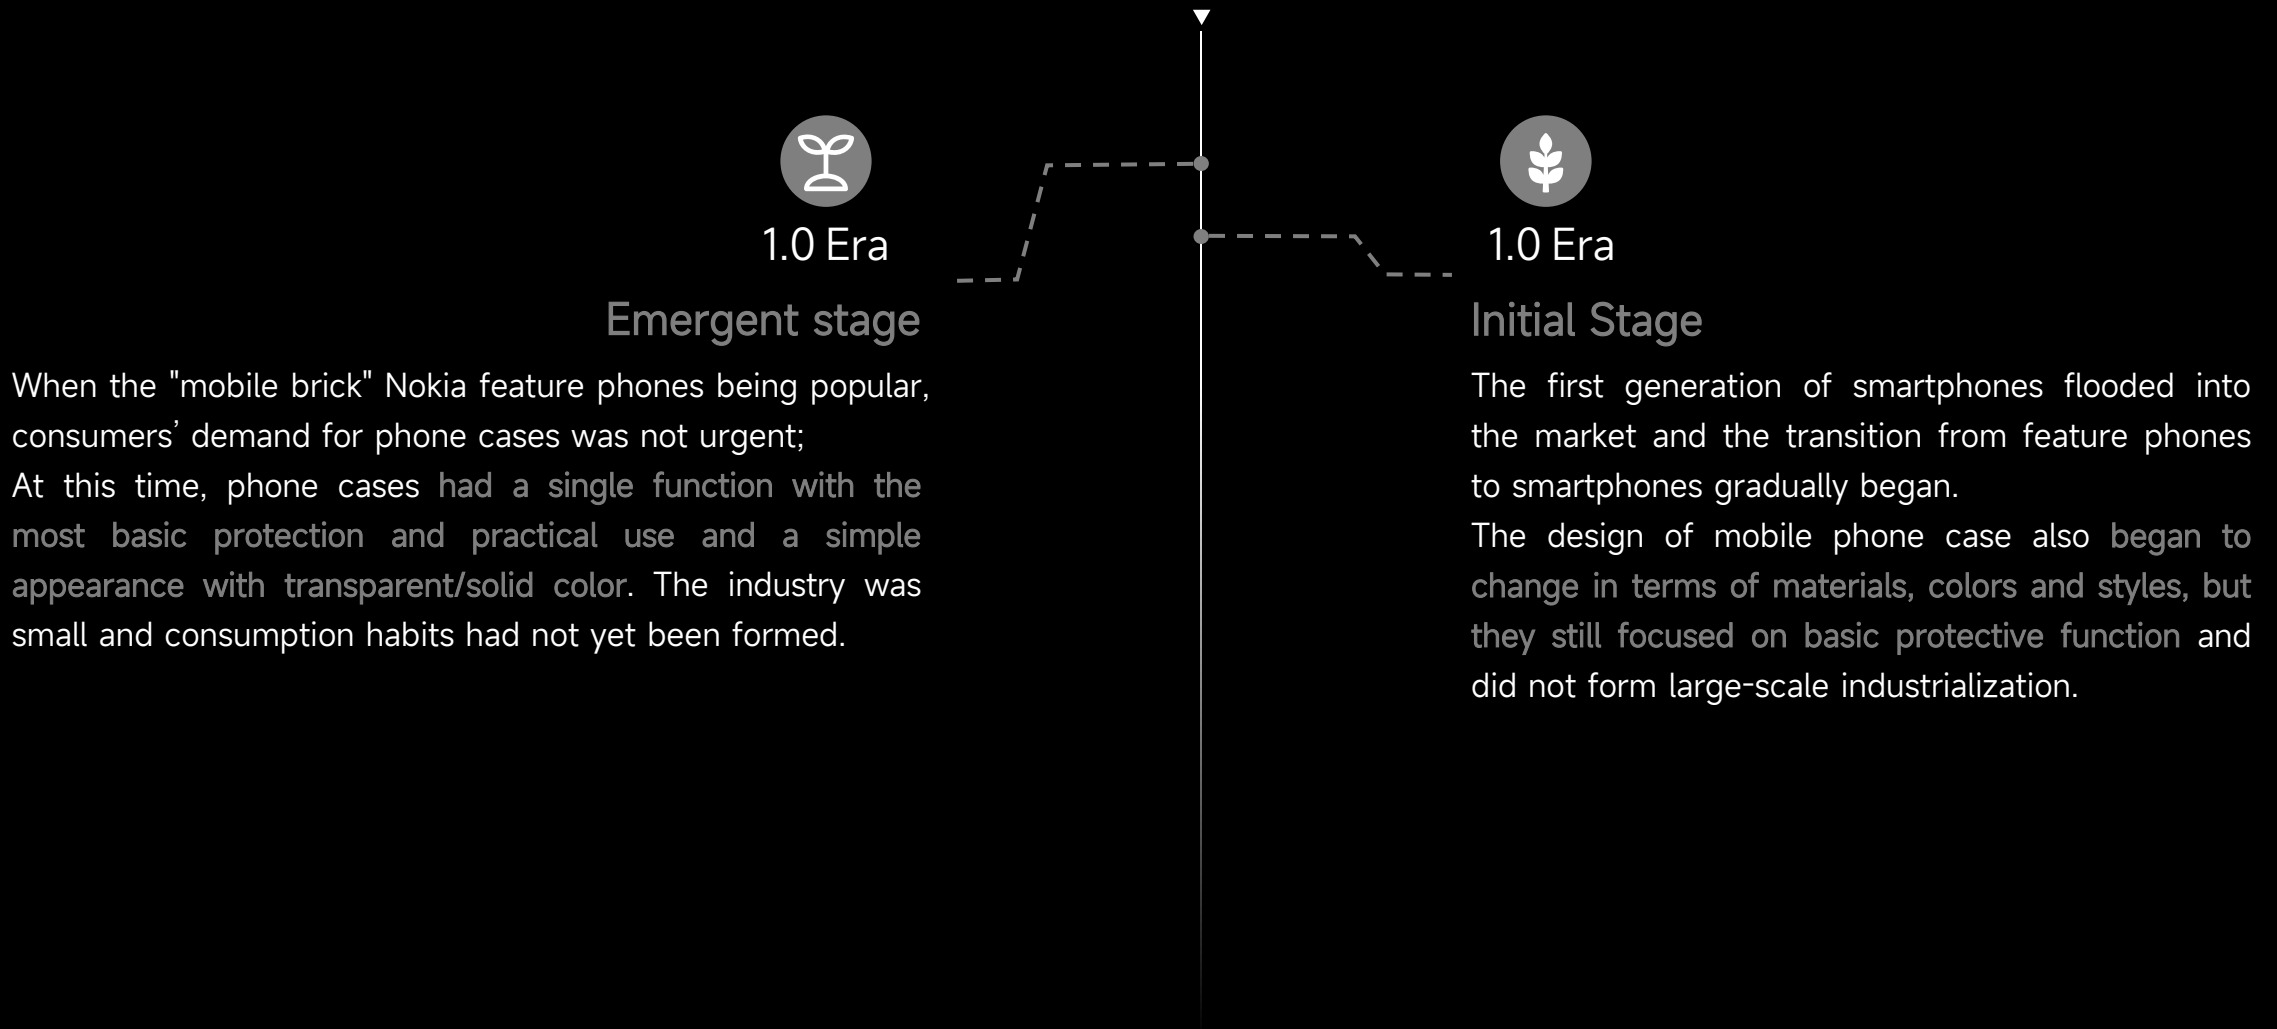 1.0 Era
Emergent stage
When the "mobile brick" Nokia feature phones being popular,
consumers’ demand for phone cases was not urgent;
At this time, phone cases had a single function with the
most basic protection and practical use and a simple
appearance with transparent/solid color. The industry was
small and consumption habits had not yet been formed.
1.0 Era
Initial Stage
The first generation of smartphones flooded into
the market and the transition from feature phones
to smartphones gradually began.
The design of mobile phone case also began to
change in terms of materials, colors and styles, but
they still focused on basic protective function and
did not form large-scale industrialization.